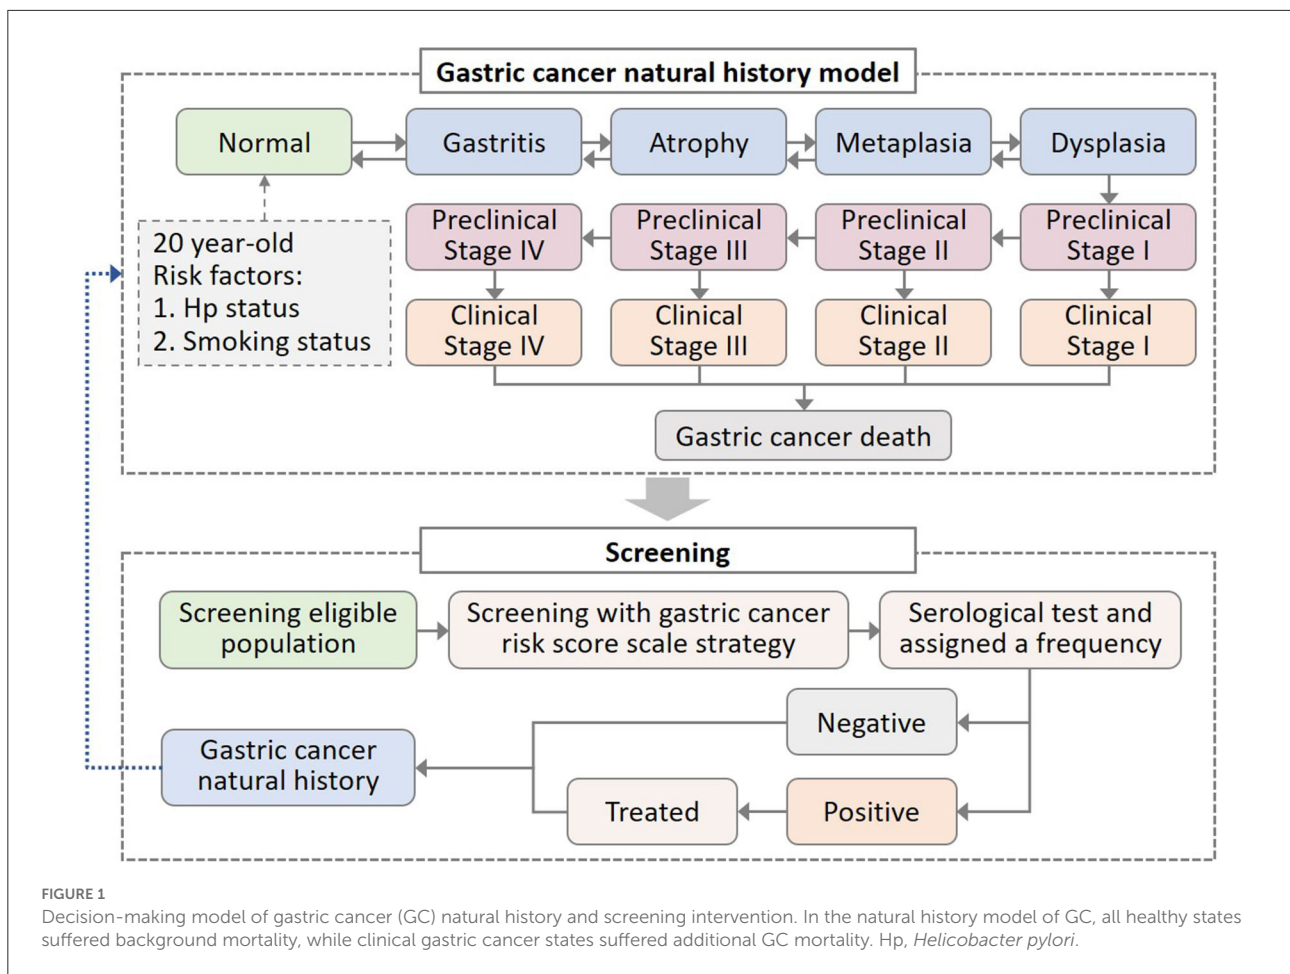 Gastric cancer natural history model
Normal
Gastritis
Atrophy
Metaplasia
Dysplasia
20 year-old
Risk factors:
1. Hp status
2. Smoking status
Preclinical
Stage IV
Preclinical
Stage III
Preclinical
Stage II
Preclinical
Stage I
Clinical
Stage IV
Clinical
Stage III
Clinical
Stage II
Clinical
Stage I
Gastric cancer death
Screening
Screening eligible
population
Screening with gastric cancer
risk score scale strategy
Serological test and
assigned a frequency
Negative
Gastric cancer
natural history
Treated
Positive
FIGURE 1
Decision-making model of gastric cancer (GC) natural history and screening intervention. In the natural history model of GC, all healthy states
suffered background mortality, while clinical gastric cancer states suffered additional GC mortality. Hp, Helicobacter pylori.